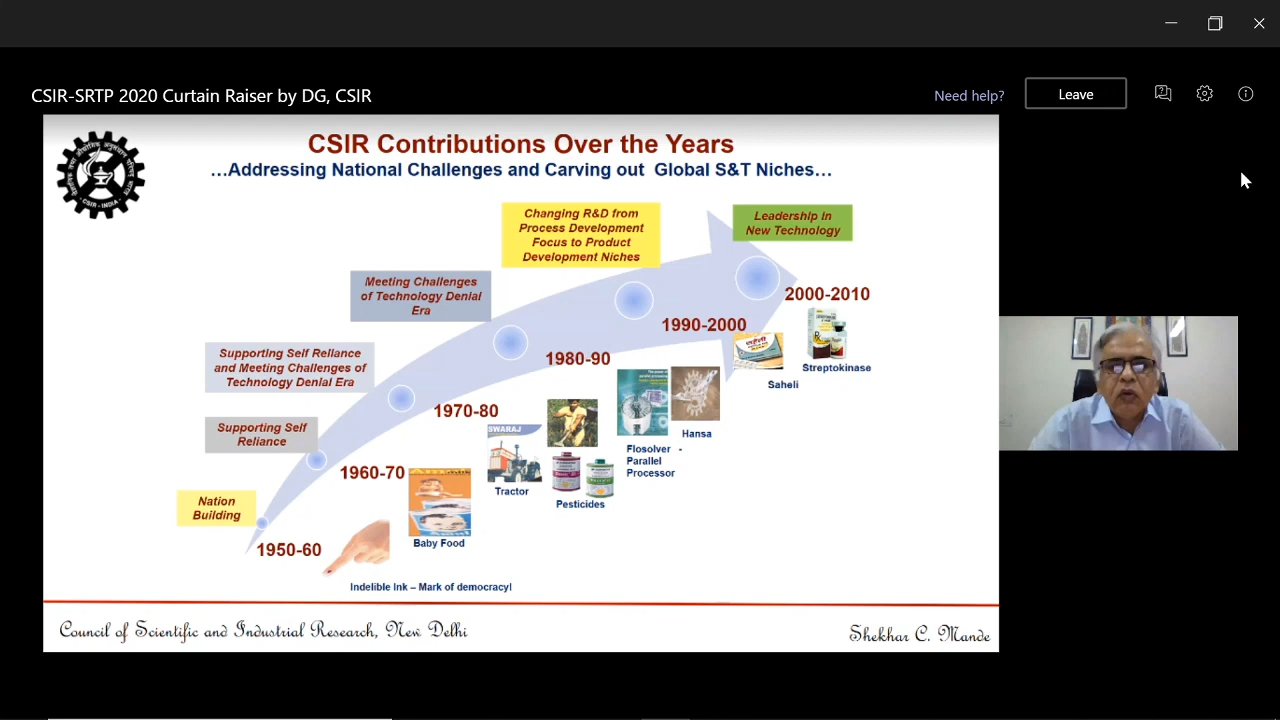 CSIR-SRTP 2020 Curtain Raiser by DG, CSIR
Need help?
Leave
CSIR Contributions Over the Years
...Addressing National Challenges and Carving out Global S&T Niches...
CSIR - INDIA
Changing R&D from
Process Development
Focus to Product
Development Niches
Leadership in
New Technology
Meeting Challenges
of Technology Denial
Era
2000-2010
1990-2000
Supporting Self Reliance
and Meeting Challenges of
Technology Denial Era
1980-90
Streptokinase
Saheli
1970-80
Supporting Self
Reliance
SWARAJ
Hansa
Flosolver -
Parallel
Processor
1960-70
Tractor
Pesticides
Nation
Building
Baby Food
1950-60
Indelible Ink – Mark of democracy!
Council of Scientific and Industrial Research, New Delhi
Shekhar C. Mande